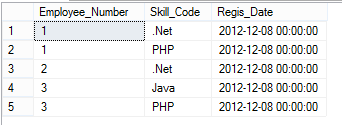 Employee_Number Skill_Code Regis_Date
1 1 .Net 2012-12-08 00:00:00
2 1 PHP 2012-12-08 00:00:00
3 2 .Net 2012-12-08 00:00:00
4 3 Java 2012-12-08 00:00:00
5 3 PHP 2012-12-08 00:00:00